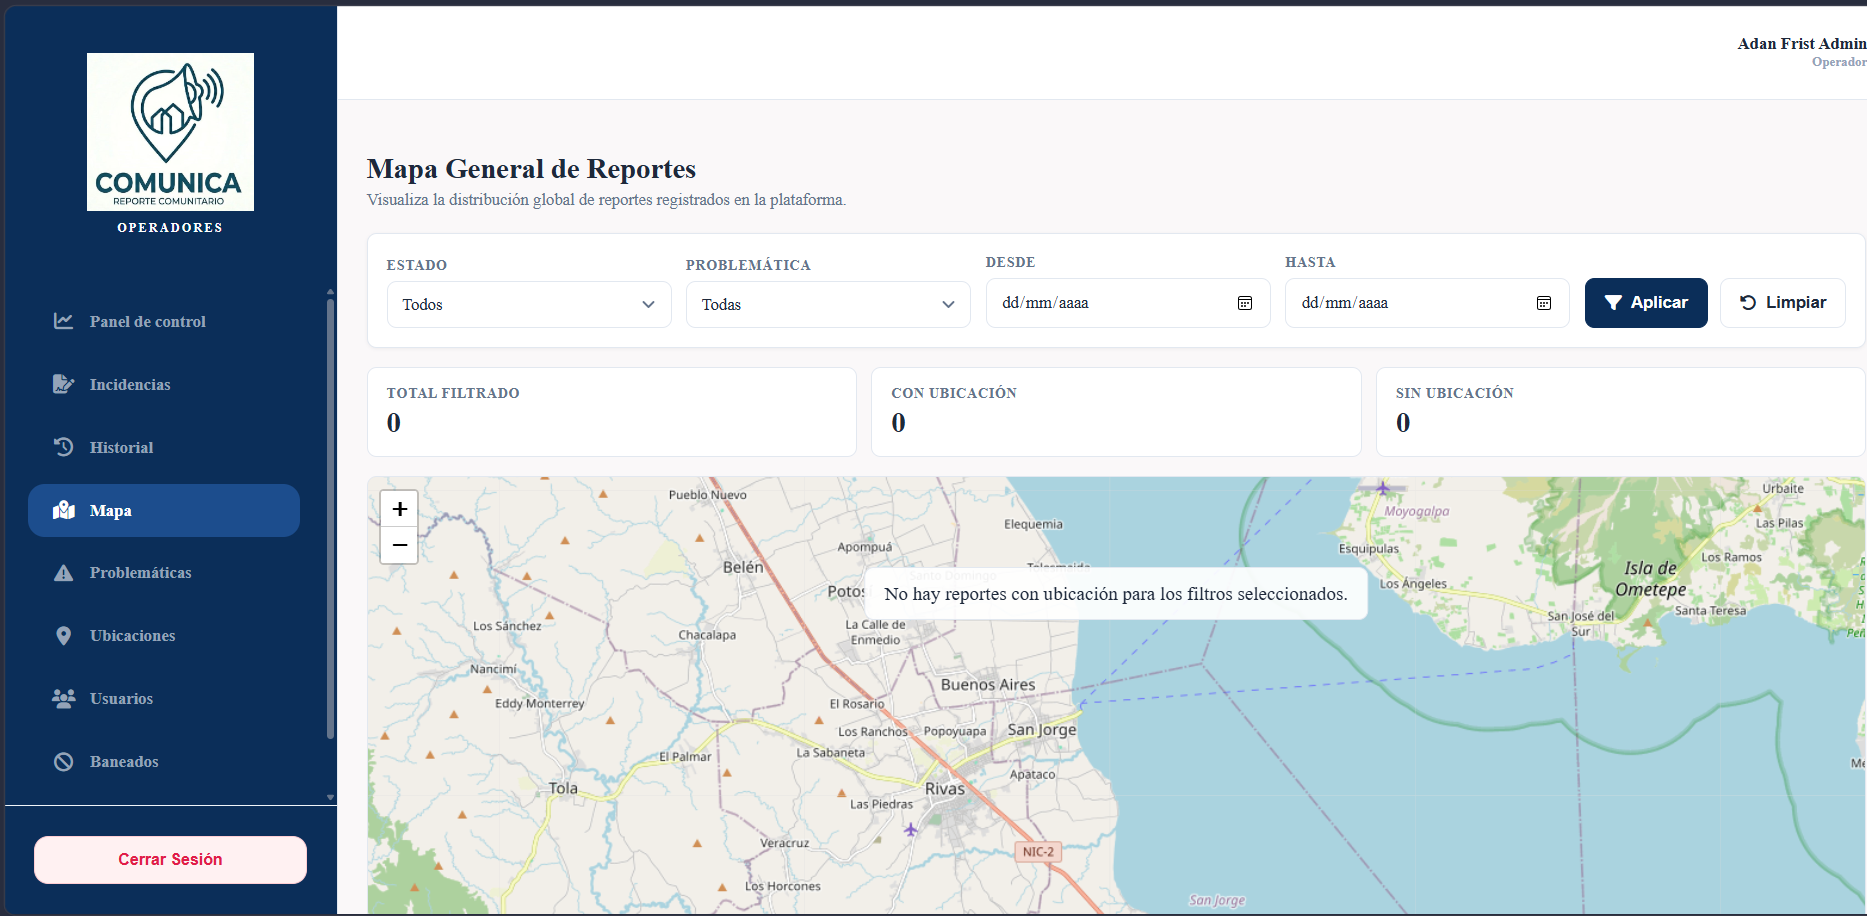 COMUNICA
REPORTE COMUNITARIO
OPERADORES
Panel de control
Incidencias
Historial
Mapa
Problemáticas
Ubicaciones
Usuarios
Baneados
Cerrar Sesión
Adan Frist Admin
Operador
Mapa General de Reportes
Visualiza la distribución global de reportes registrados en la plataforma.
ESTADO
Todos
PROBLEMÁTICA
Todas
DESDE
dd/mm/aaaa
HASTA
dd/mm/aaaa
Aplicar
Limpiar
TOTAL FILTRADO
0
CON UBICACIÓN
0
SIN UBICACIÓN
0
+
−
Pueblo Nuevo
Elequemia
Apompuá
Belén
Santo Domingo
No hay reportes con ubicación para los filtros seleccionados.
La Calle de
Enmedio
Los Sánchez
Chacalapa
Nancimí
Eddy Monterrey
Buenos Aires
El Rosario
Los Ranchos
Popoyuapa
San Jorge
La Sabaneta
El Palmar
Apataco
Tola
Rivas
Las Piedras
Veracruz
NIC-2
Los Horcones
San Jorge
Urbaite
Moyogalpa
Las Pilas
Esquipulas
Los Ramos
Los Ángeles
Isla de
Ometepe
Santa Teresa
San José del
Sur